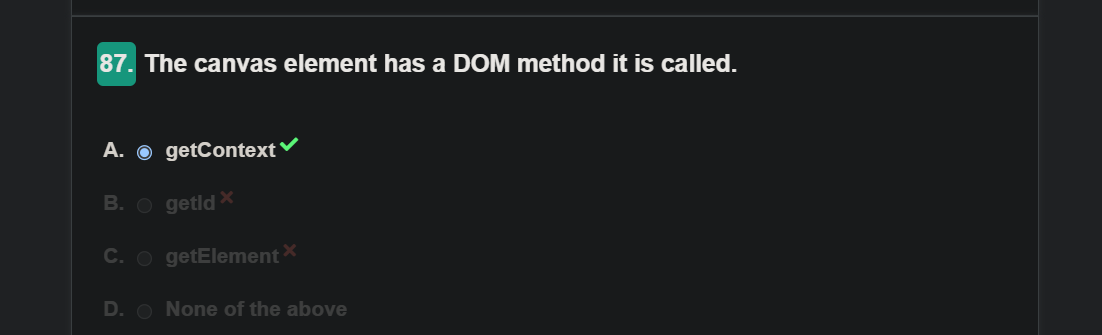 87. The canvas element has a DOM method it is called.
A. getContext
B. getId
C. getElement
D. None of the above